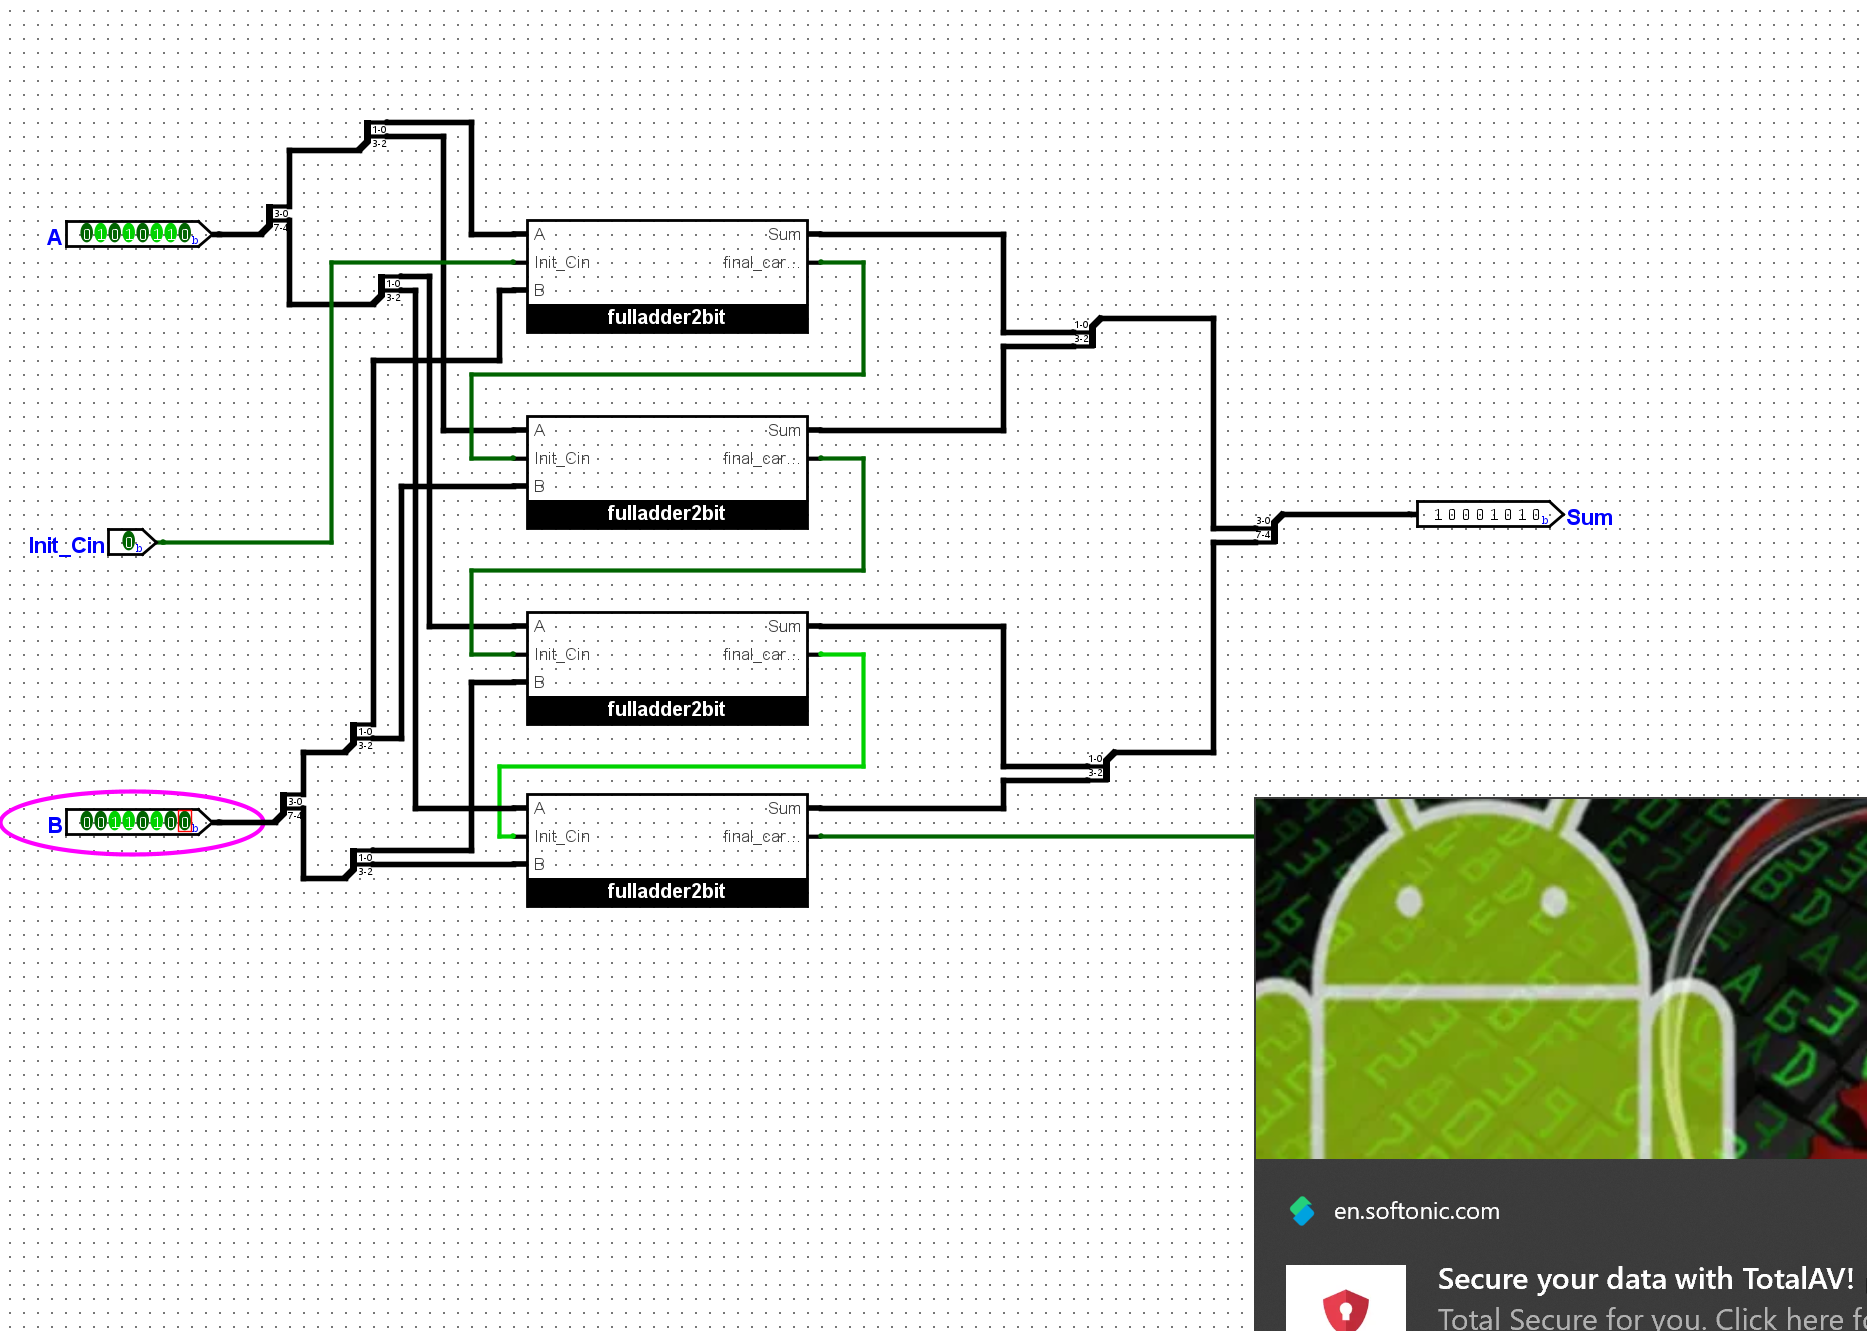 1-0
3-2
A 01010110b
3-0
7-4
1-0
3-2
A Sum
Init_Cin final_car...
B
fulladder2bit
1-0
3-2
A Sum
Init_Cin final_car...
B
fulladder2bit
Init_Cin 0b
3-0
7-4
10001010b Sum
A Sum
Init_Cin final_car...
B
fulladder2bit
1-0
3-2
1-0
3-2
B 00110100b
3-0
7-4
1-0
3-2
A Sum
Init_Cin final_car...
B
fulladder2bit
en.softonic.com
Secure your data with TotalAV!
Total Secure for you. Click here